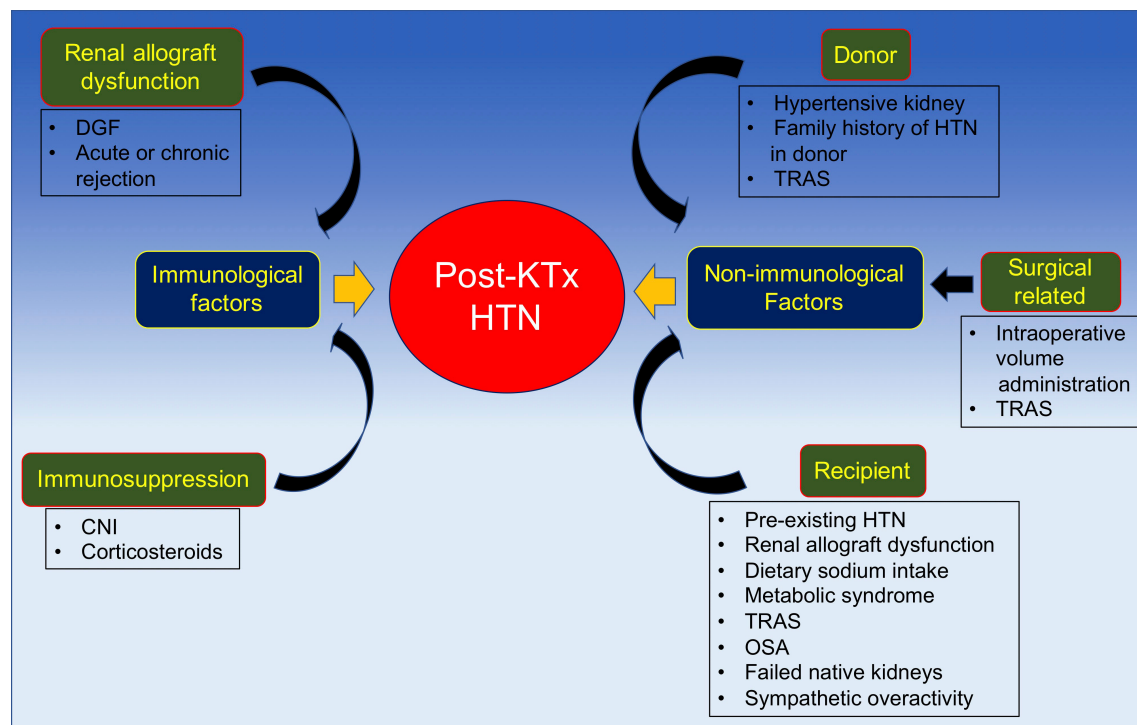 Renal allograft
dysfunction
• DGF
• Acute or chronic
rejection
Immunological
factors
Immunosuppression
• CNI
• Corticosteroids
Post-KTx
HTN
Donor
• Hypertensive kidney
• Family history of HTN
in donor
• TRAS
Non-immunological
Factors
Surgical
related
• Intraoperative
volume
administration
• TRAS
Recipient
• Pre-existing HTN
• Renal allograft dysfunction
• Dietary sodium intake
• Metabolic syndrome
• TRAS
• OSA
• Failed native kidneys
• Sympathetic overactivity